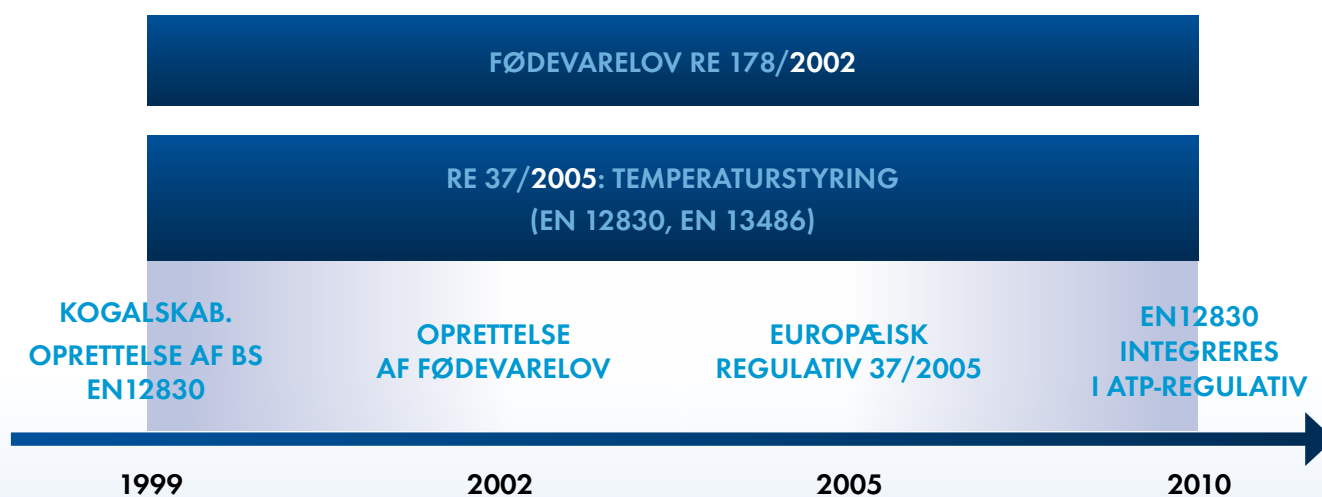 FØDEVARELOV RE 178/2002
RE 37/2005: TEMPERATURSTYRING
(EN 12830, EN 13486)
KOGALSKAB.
OPRETTELSE AF BS
EN12830
OPRETTELSE
AF FØDEVARELOV
EUROPÆISK
REGULATIV 37/2005
EN12830
INTEGRERES
I ATP-REGULATIV
1999
2002
2005
2010